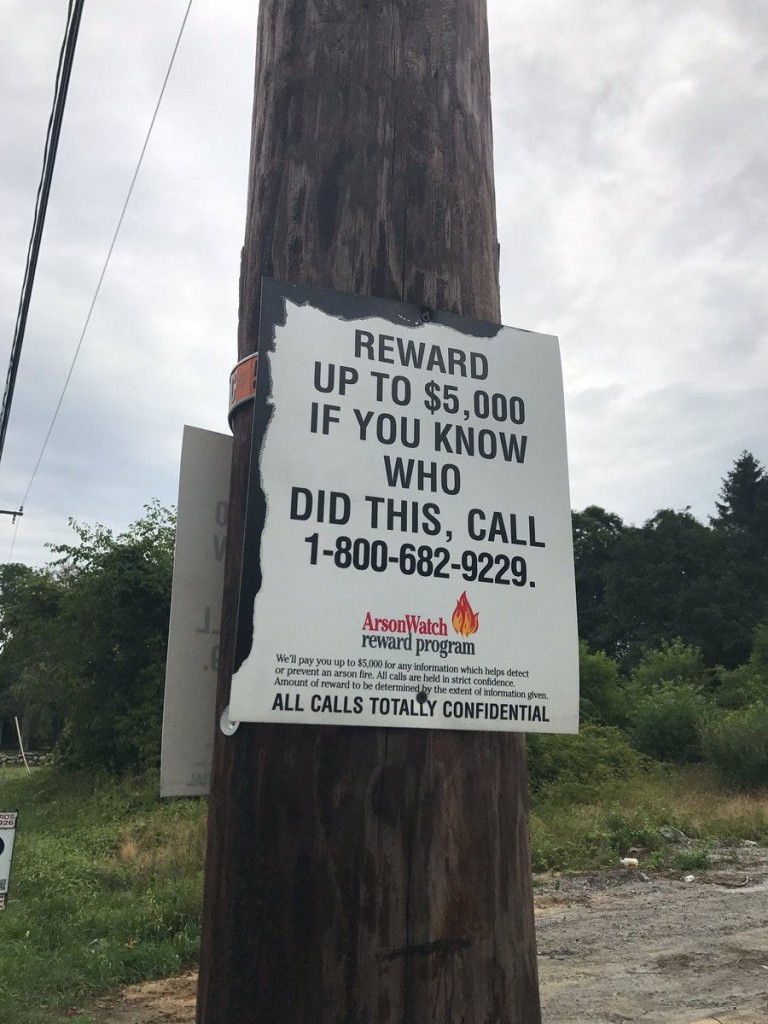 REWARD
UP TO $5,000
IF YOU KNOW
WHO
DID THIS, CALL
1-800-682-9229.
ArsonWatch
reward program
We'll pay you up to $5,000 for any information which helps detect
or prevent an arson fire. All calls are held in strict confidence.
Amount of reward to be determined by the extent of information given.
ALL CALLS TOTALLY CONFIDENTIAL